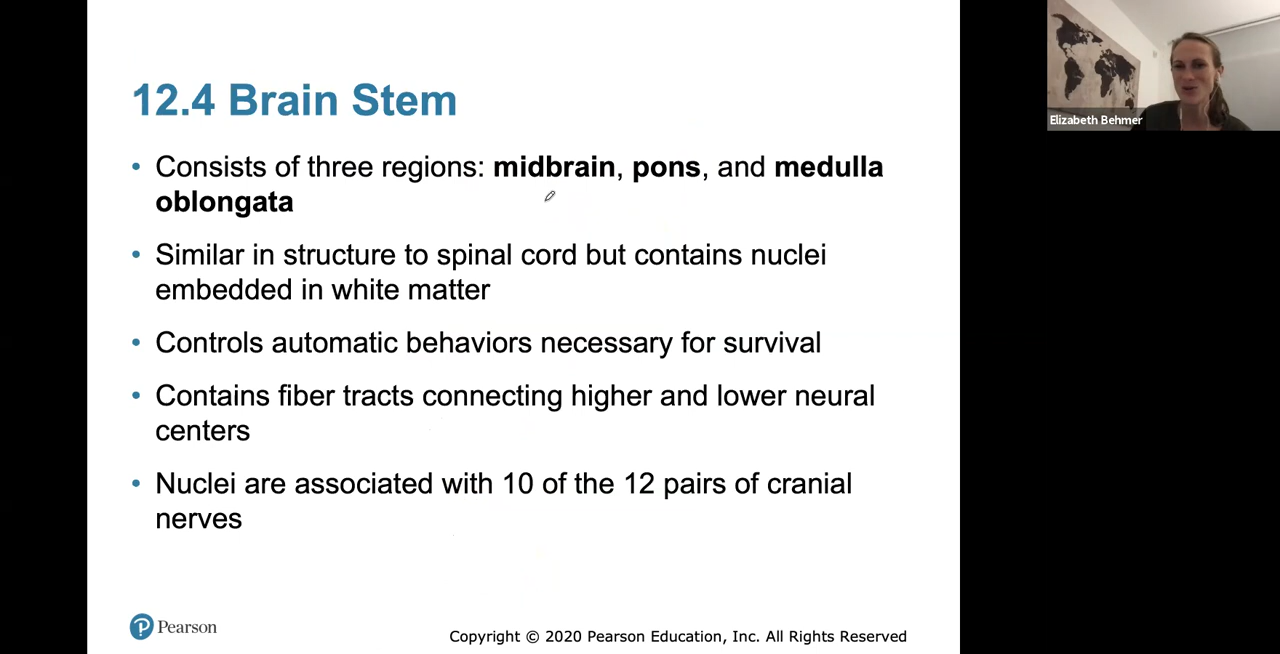 12.4 Brain Stem
• Consists of three regions: midbrain, pons, and medulla
oblongata
• Similar in structure to spinal cord but contains nuclei
embedded in white matter
• Controls automatic behaviors necessary for survival
• Contains fiber tracts connecting higher and lower neural
centers
• Nuclei are associated with 10 of the 12 pairs of cranial
nerves
P Pearson
Copyright © 2020 Pearson Education, Inc. All Rights Reserved
Elizabeth Behmer